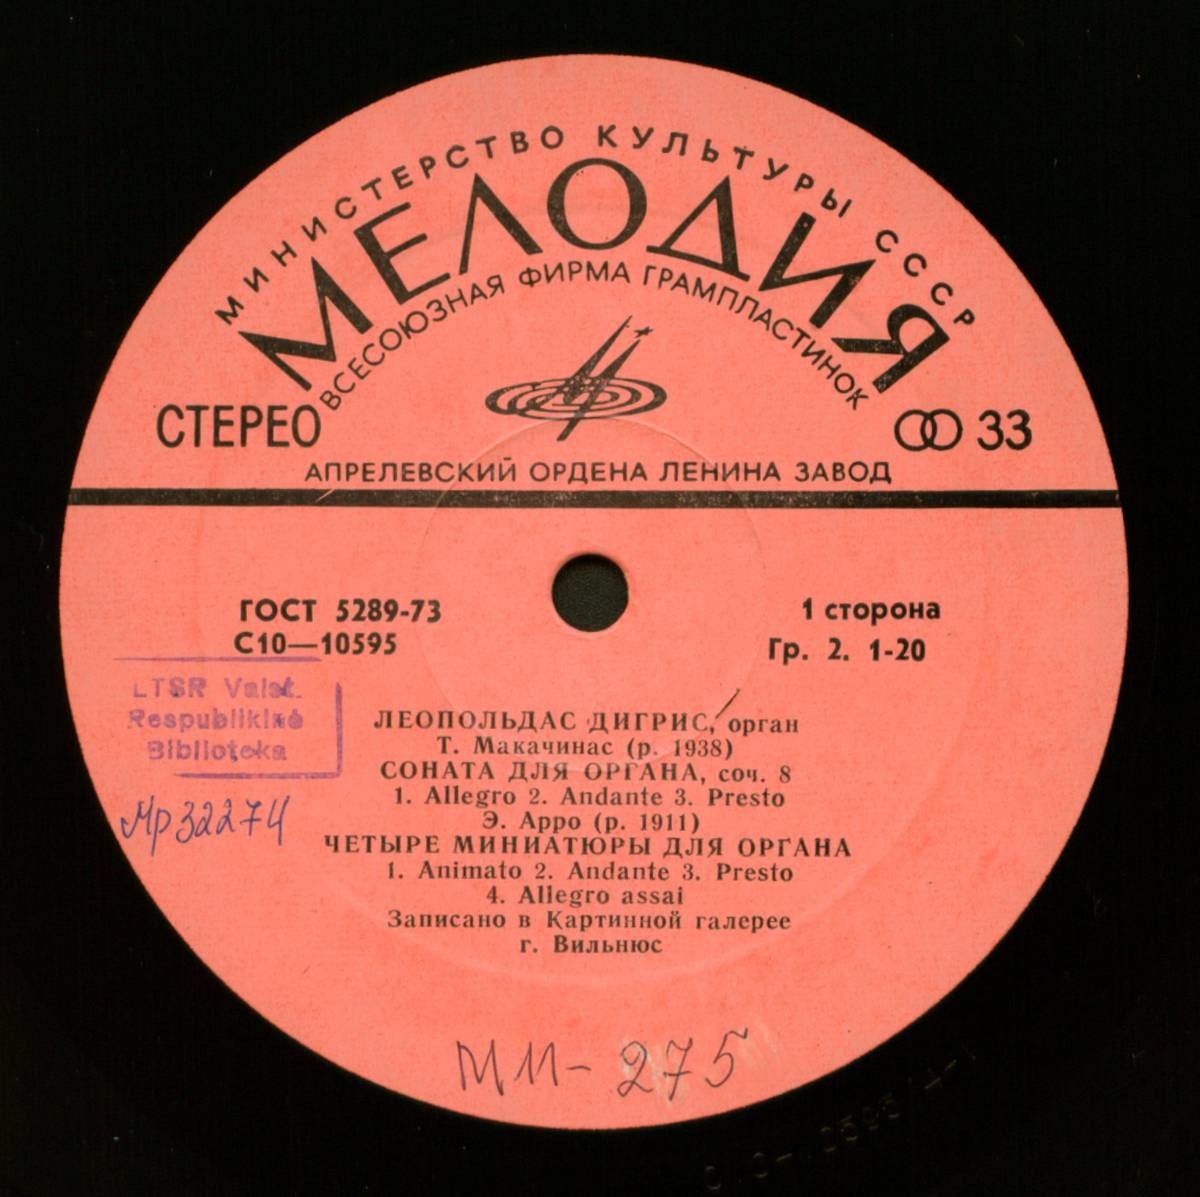 МИНИСТЕРСТВО КУЛЬТУРЫ СССР
МЕЛОДИЯ
ВСЕСОЮЗНАЯ ФИРМА ГРАМПЛАСТИНОК
СТЕРЕО
33
АПРЕЛЕВСКИЙ ОРДЕНА ЛЕНИНА ЗАВОД
ГОСТ 5289-73
С10—10595
1 сторона
Гр. 2. 1-20
LTSR Valst.
Respublikinė
Biblioteka
Мр32274
ЛЕОПОЛЬДАС ДИГРИС, орган
Т. Макачинас (р. 1938)
СОНАТА ДЛЯ ОРГАНА, соч. 8
1. Allegro 2. Andante 3. Presto
Э. Арро (р. 1911)
ЧЕТЫРЕ МИНИАТЮРЫ ДЛЯ ОРГАНА
1. Animato 2. Andante 3. Presto
4. Allegro assai
Записано в Картинной галерее
г. Вильнюс
275